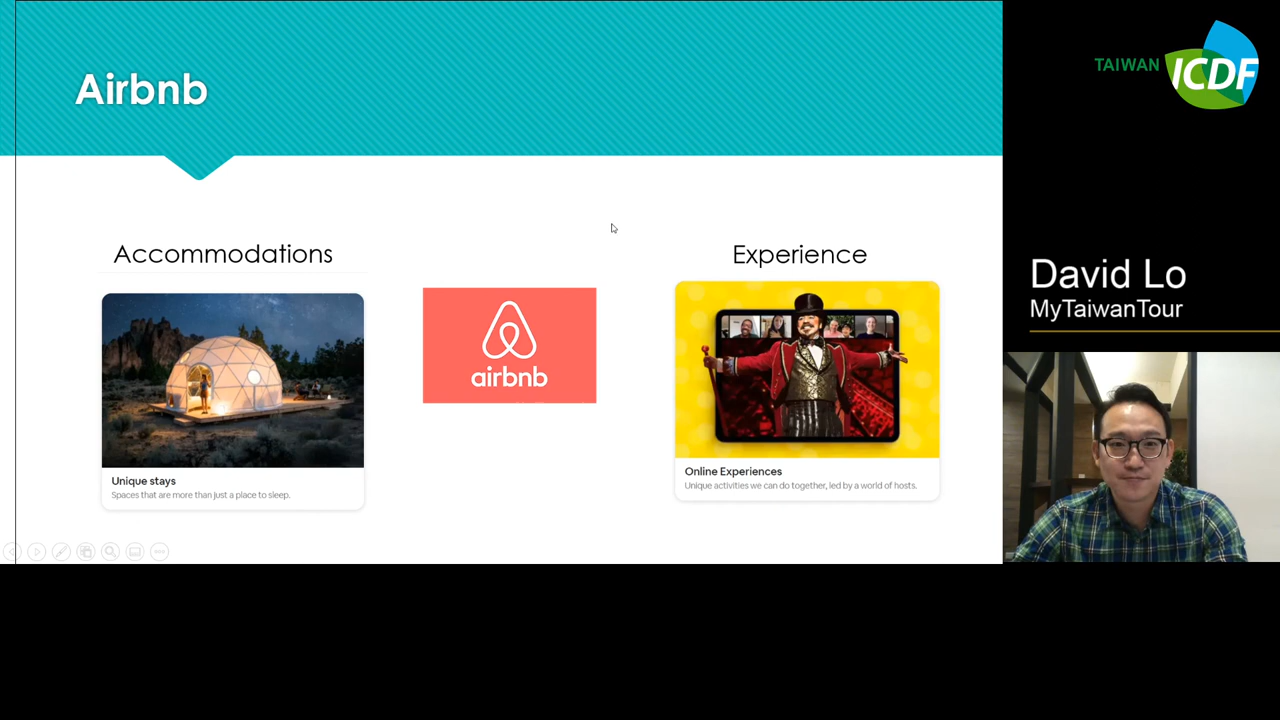 Airbnb
Accommodations
Unique stays
Spaces that are more than just a place to sleep.
airbnb
Experience
Online Experiences
Unique activities we can do together, led by a world of hosts.
TAIWAN ICDF
David Lo
MyTaiwanTour